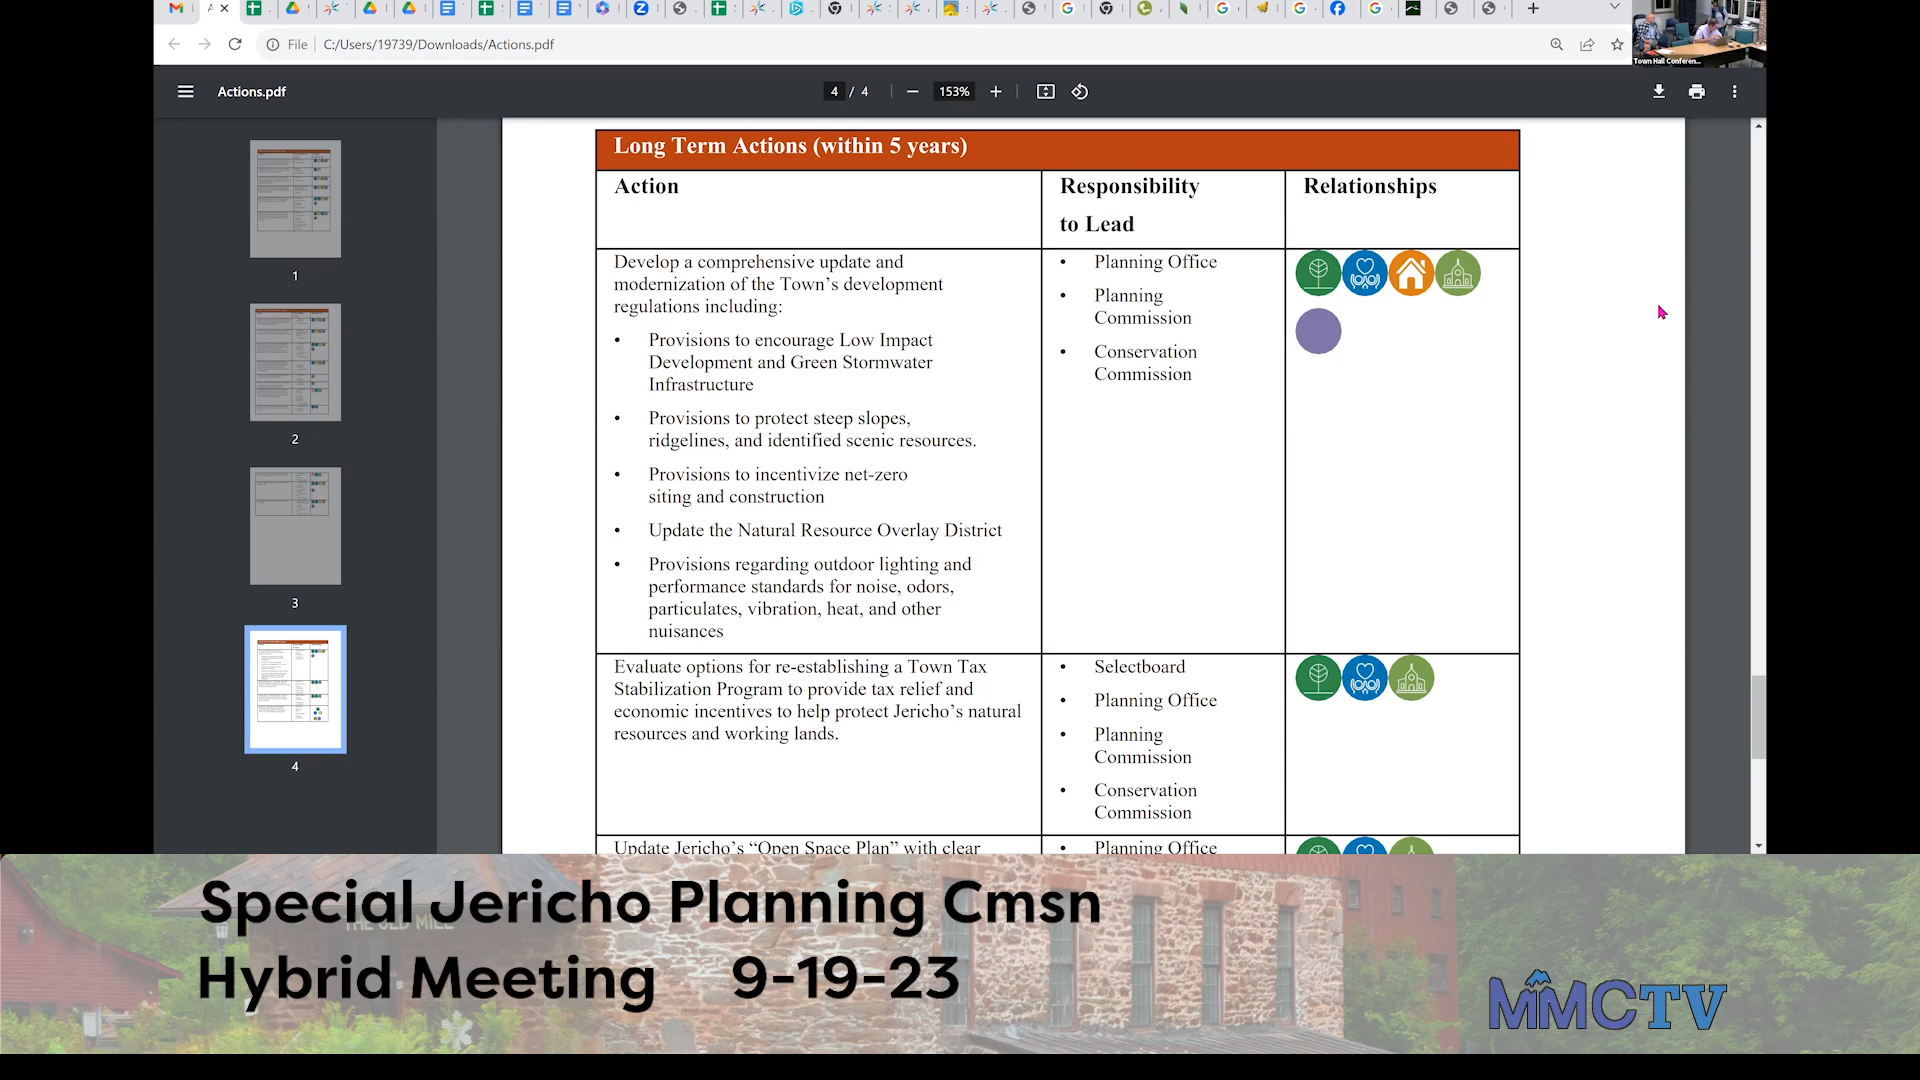 File
C:/Users/19739/Downloads/Actions.pdf
Town Hall Conferen...
Actions.pdf
4 / 4
153%
1
2
3
4
Long Term Actions (within 5 years)
Action
Responsibility
to Lead
Relationships
Develop a comprehensive update and
modernization of the Town’s development
regulations including:
• Provisions to encourage Low Impact
Development and Green Stormwater
Infrastructure
• Provisions to protect steep slopes,
ridgelines, and identified scenic resources.
• Provisions to incentivize net-zero
siting and construction
• Update the Natural Resource Overlay District
• Provisions regarding outdoor lighting and
performance standards for noise, odors,
particulates, vibration, heat, and other
nuisances
• Planning Office
• Planning
Commission
• Conservation
Commission
Evaluate options for re-establishing a Town Tax
Stabilization Program to provide tax relief and
economic incentives to help protect Jericho’s natural
resources and working lands.
• Selectboard
• Planning Office
• Planning
Commission
• Conservation
Commission
Update Jericho’s “Open Space Plan” with clear
• Planning Office
Special Jericho Planning Cmsn
THE OLD MILL
Hybrid Meeting 9-19-23
MMCTV